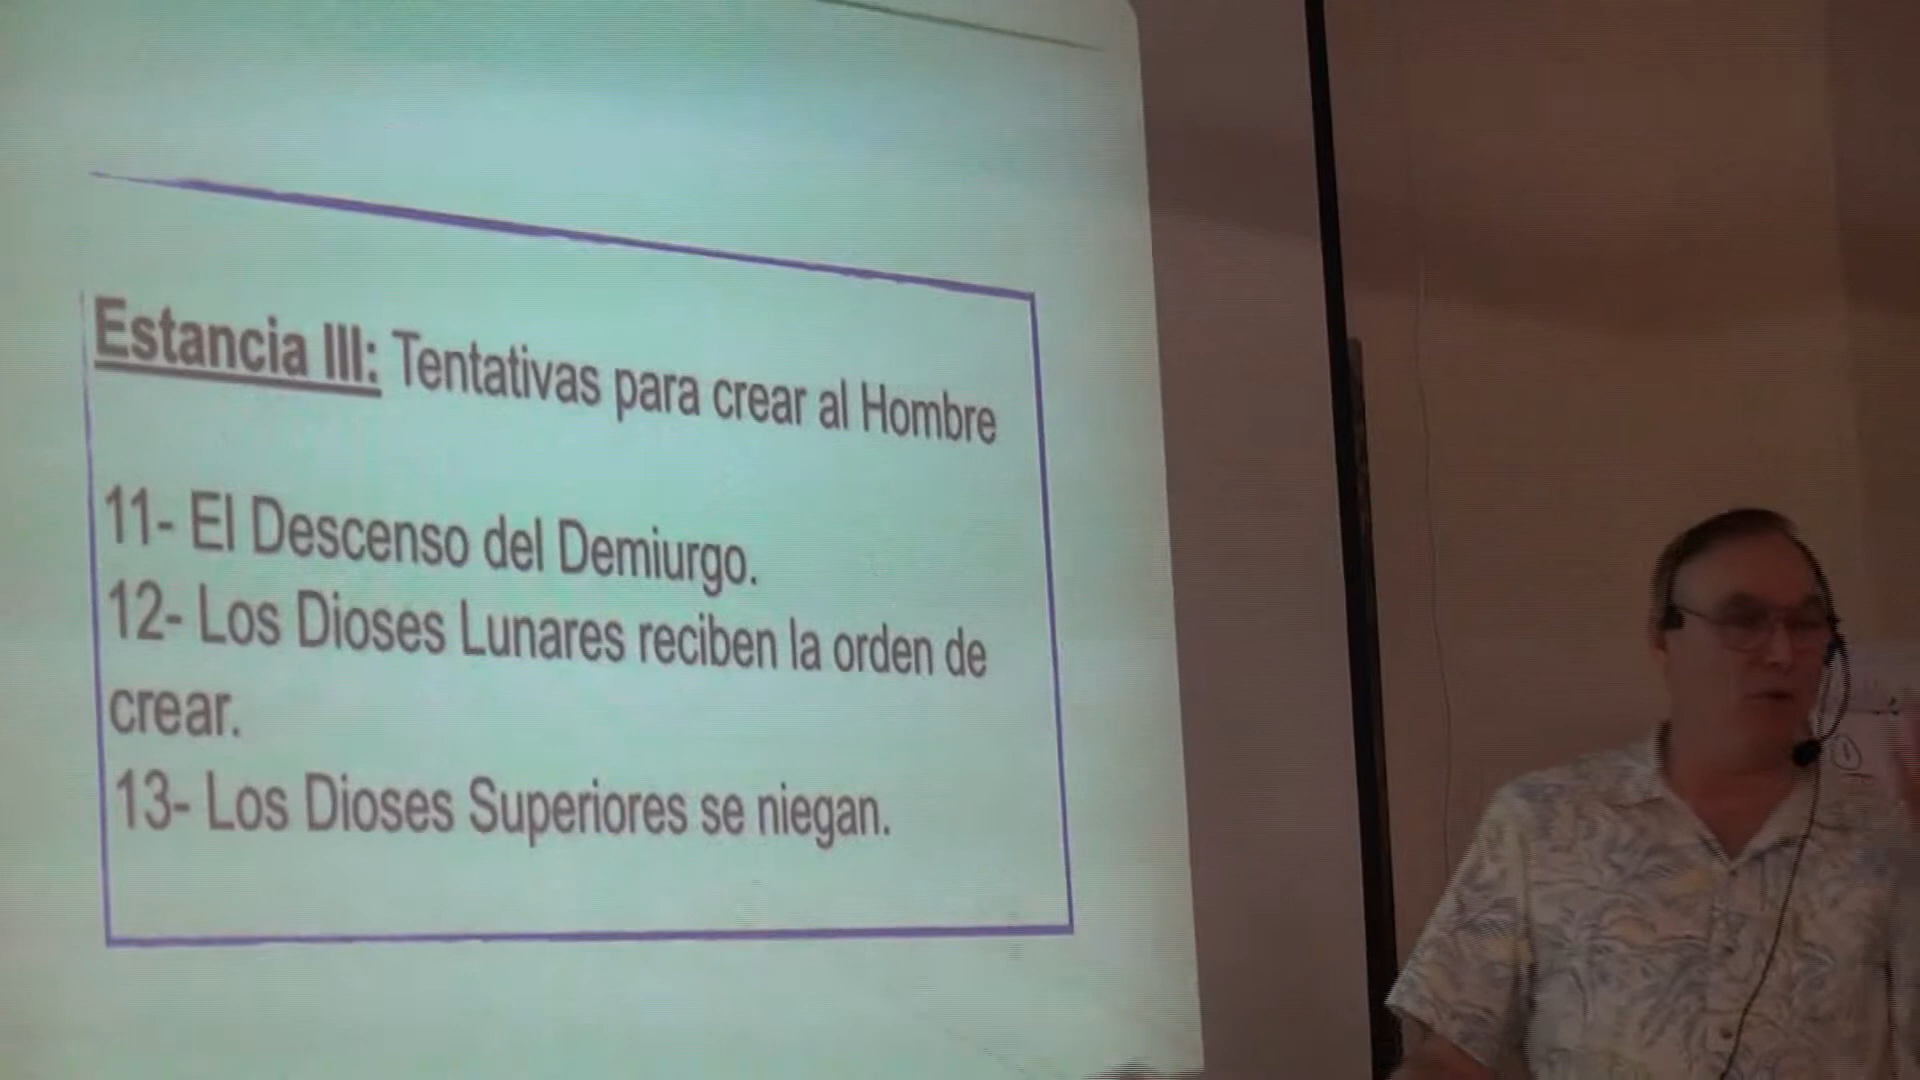 Estancia III: Tentativas para crear al Hombre
11- El Descenso del Demiurgo.
12- Los Dioses Lunares reciben la orden de
crear.
13- Los Dioses Superiores se niegan.